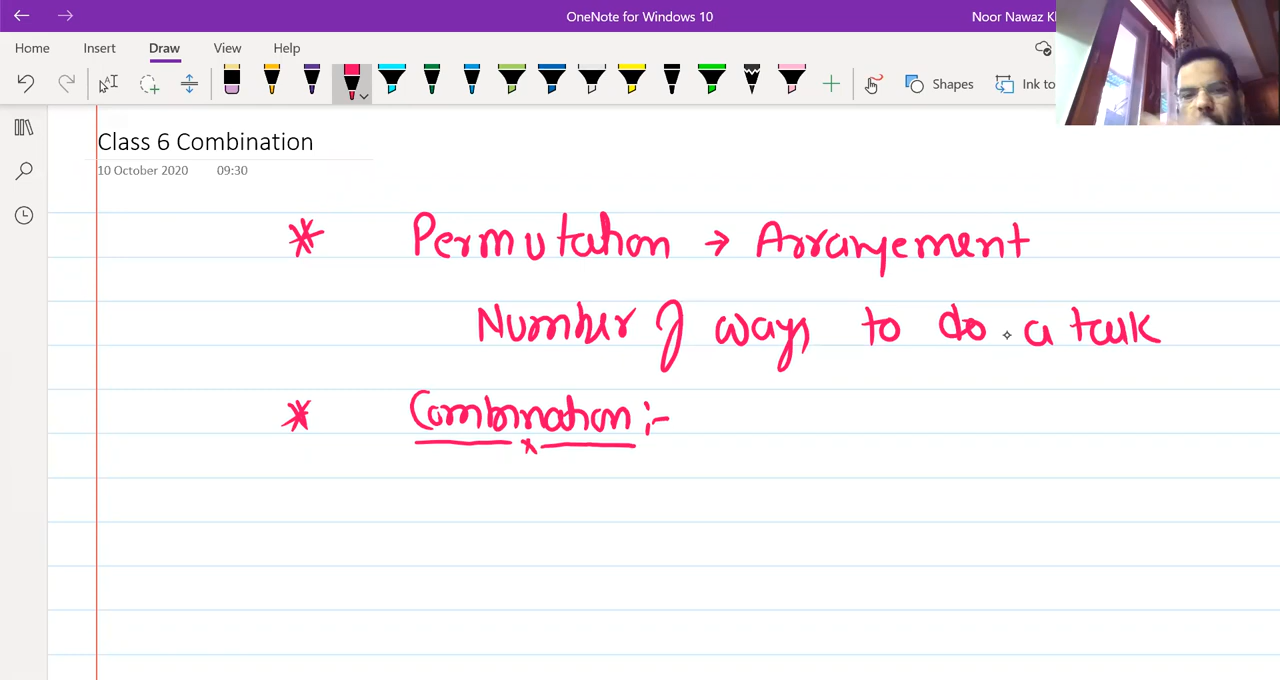 OneNote for Windows 10
Noor Nawaz Kh
Home Insert Draw View Help
Shapes
Ink to
Class 6 Combination
10 October 2020 09:30
* Permutation → Arrangement
Number of ways to do a task
* Combination :-